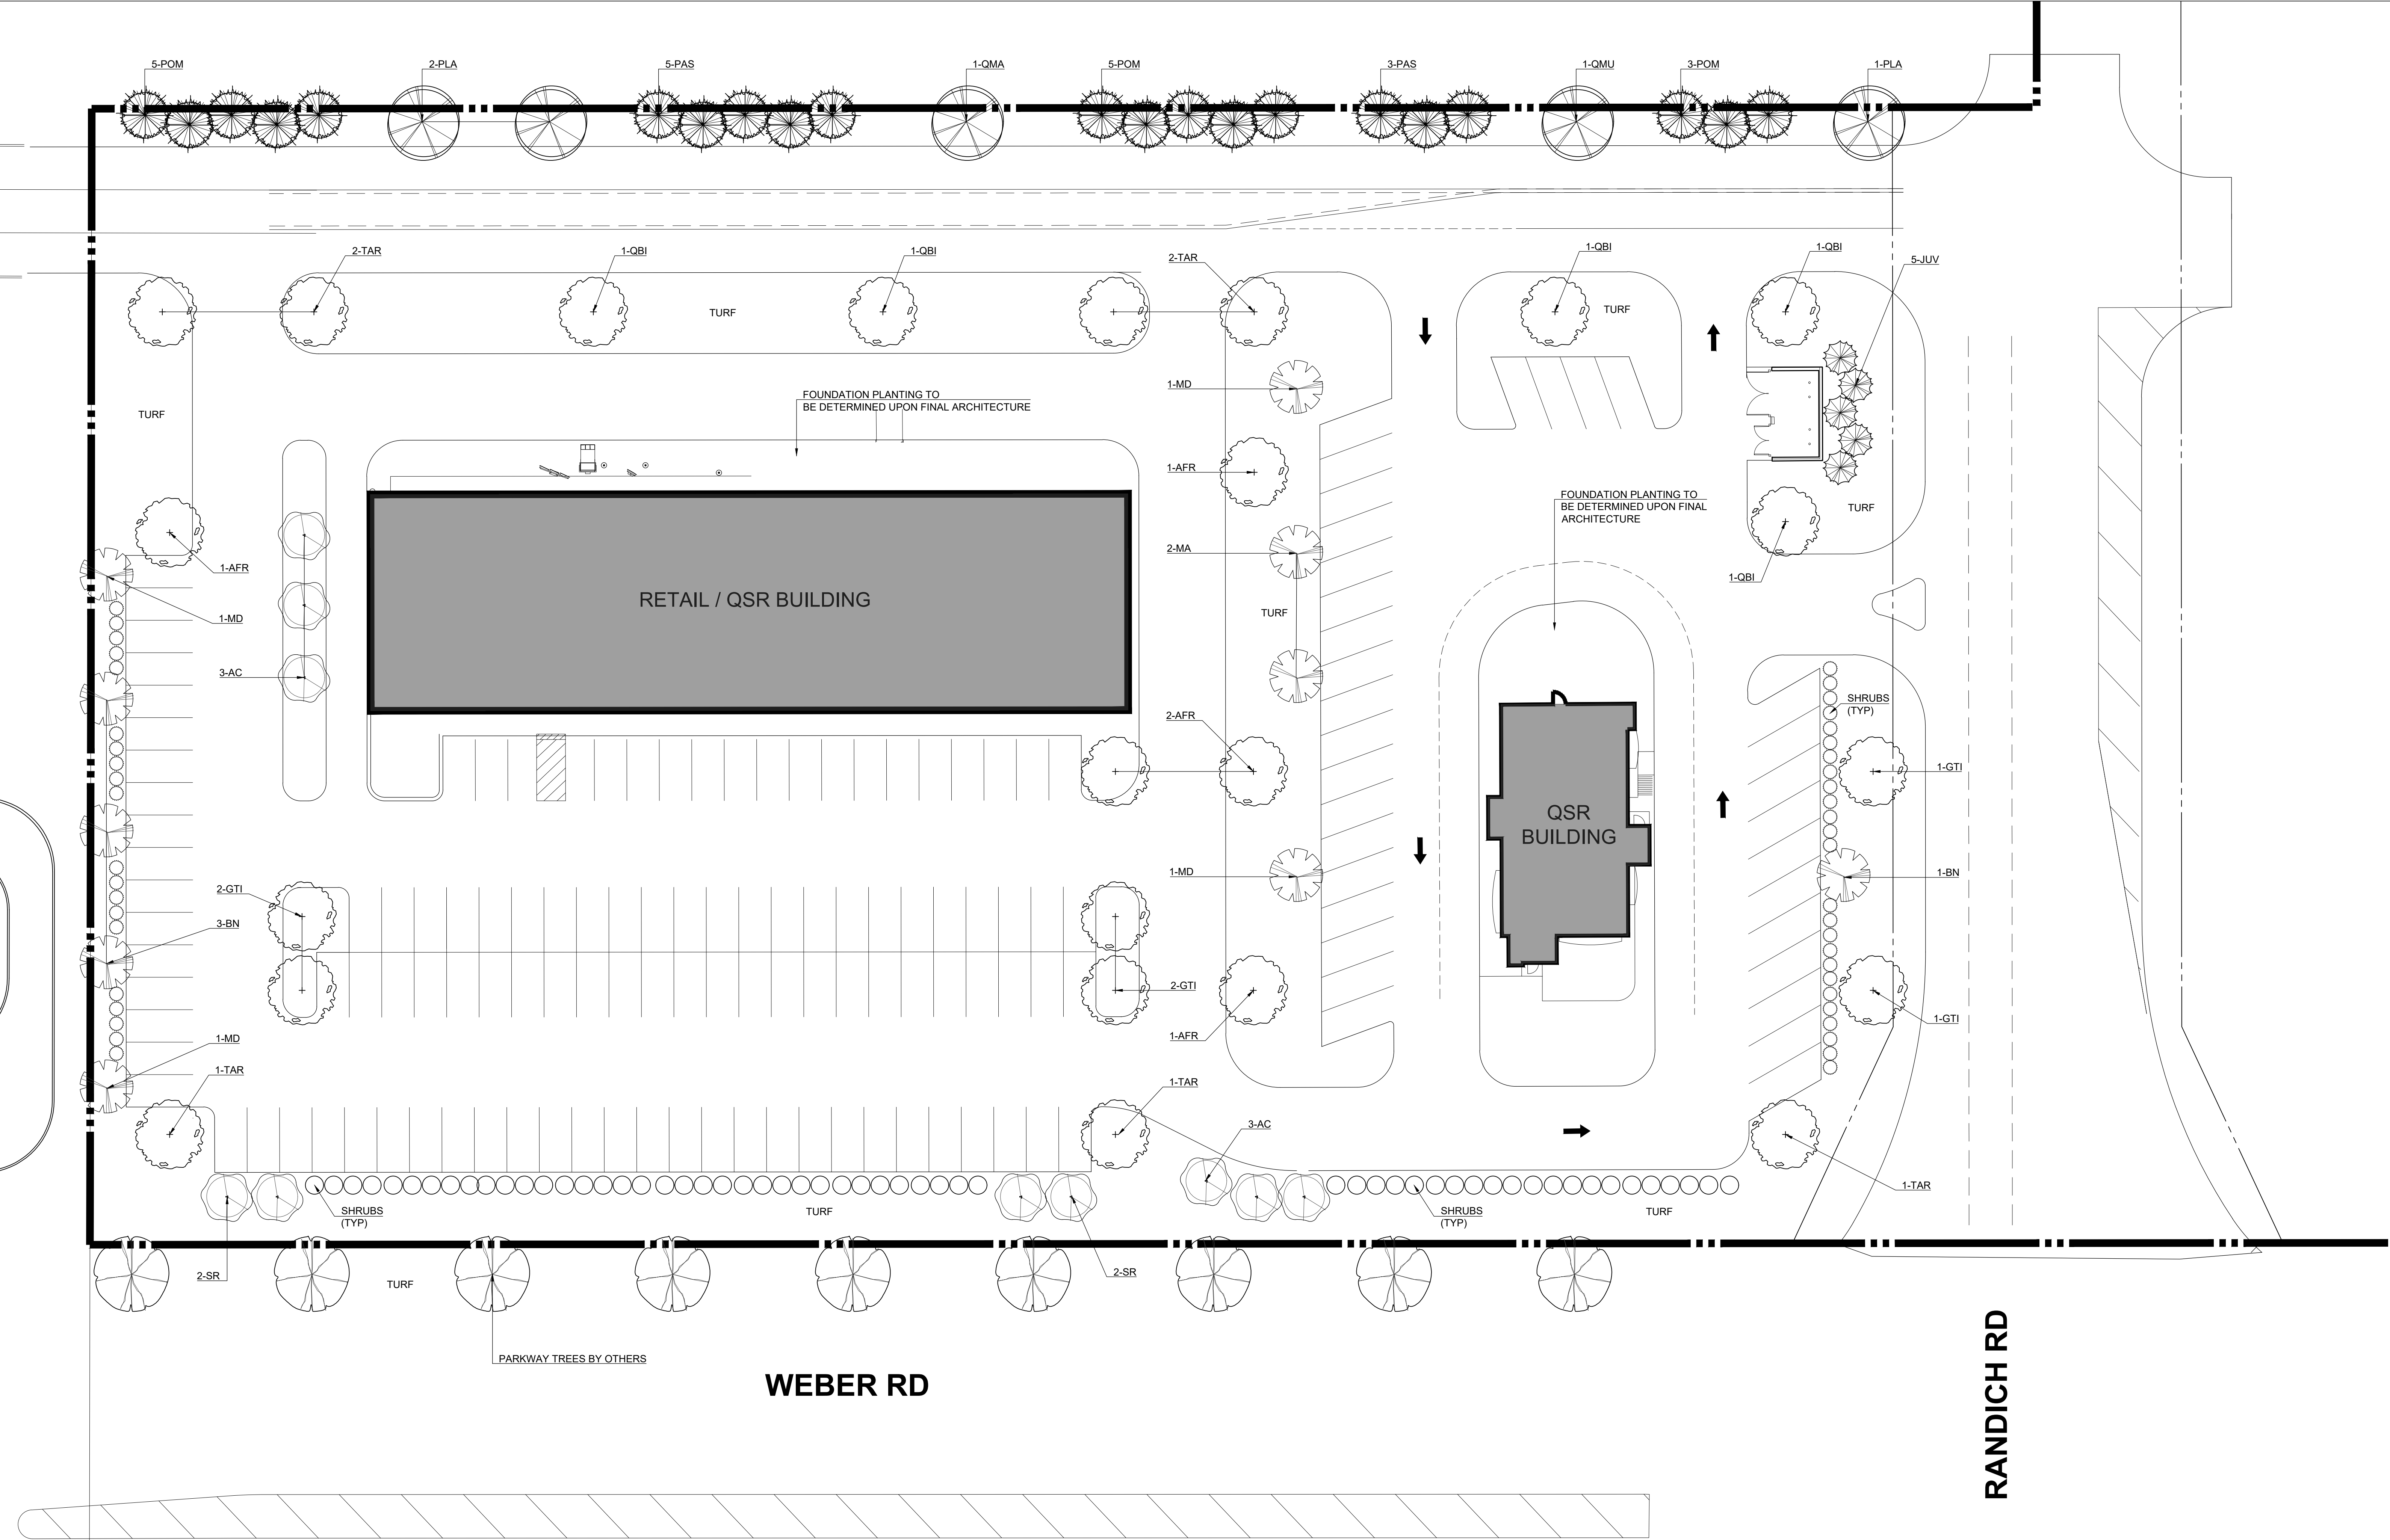 5-POM
2-PLA
5-PAS
1-QMA
5-POM
3-PAS
1-QMU
3-POM
1-PLA
2-TAR
1-QBI
1-QBI
2-TAR
1-QBI
1-QBI
5-JUV
TURF
TURF
TURF
1-MD
FOUNDATION PLANTING TO
BE DETERMINED UPON FINAL ARCHITECTURE
1-AFR
FOUNDATION PLANTING TO
BE DETERMINED UPON FINAL
ARCHITECTURE
TURF
2-MA
1-AFR
1-QBI
1-MD
RETAIL / QSR BUILDING
TURF
3-AC
2-AFR
SHRUBS
(TYP)
1-GTI
QSR
BUILDING
1-MD
1-BN
2-GTI
3-BN
2-GTI
1-GTI
1-MD
1-AFR
1-TAR
1-TAR
3-AC
1-TAR
SHRUBS
(TYP)
TURF
SHRUBS
(TYP)
TURF
2-SR
TURF
2-SR
PARKWAY TREES BY OTHERS
WEBER RD
RANDICH RD